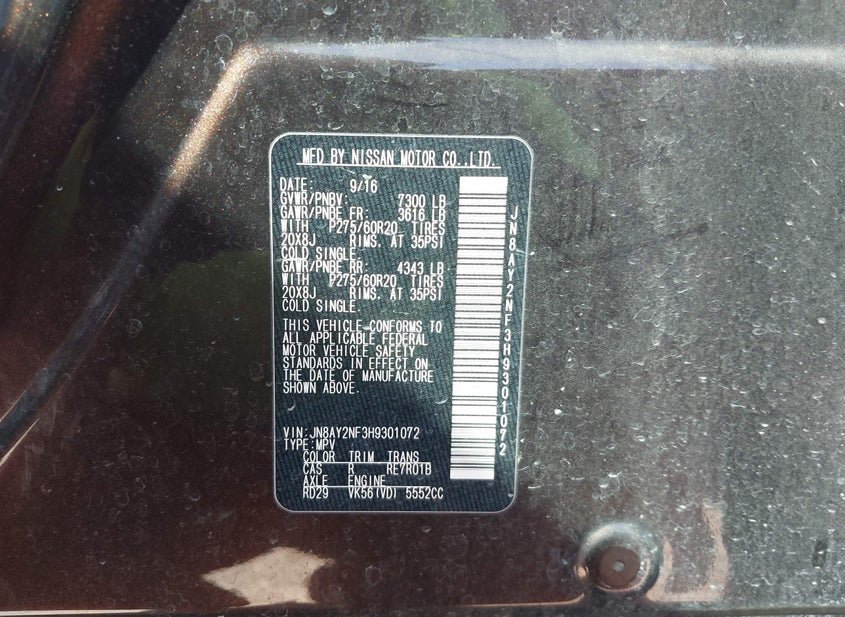 MFD BY NISSAN MOTOR CO.,LTD.
DATE: 9/16
GVWR/PNBV: 7300 LB
GAWR/PNBE FR: 3616 LB
WITH P275/60R20 TIRES
20X8J RIMS, AT 35PSI
COLD SINGLE.
GAWR/PNBE RR: 4343 LB
WITH P275/60R20 TIRES
20X8J RIMS, AT 35PSI
COLD SINGLE.
THIS VEHICLE CONFORMS TO
ALL APPLICABLE FEDERAL
MOTOR VEHICLE SAFETY
STANDARDS IN EFFECT ON
THE DATE OF MANUFACTURE
SHOWN ABOVE.
VIN:JN8AY2NF3H9301072
TYPE:MPV
COLOR TRIM TRANS
CAS R RE7R01B
AXLE ENGINE
RD29 VK56(VD) 5552CC
JN8AY2NF3H9301072